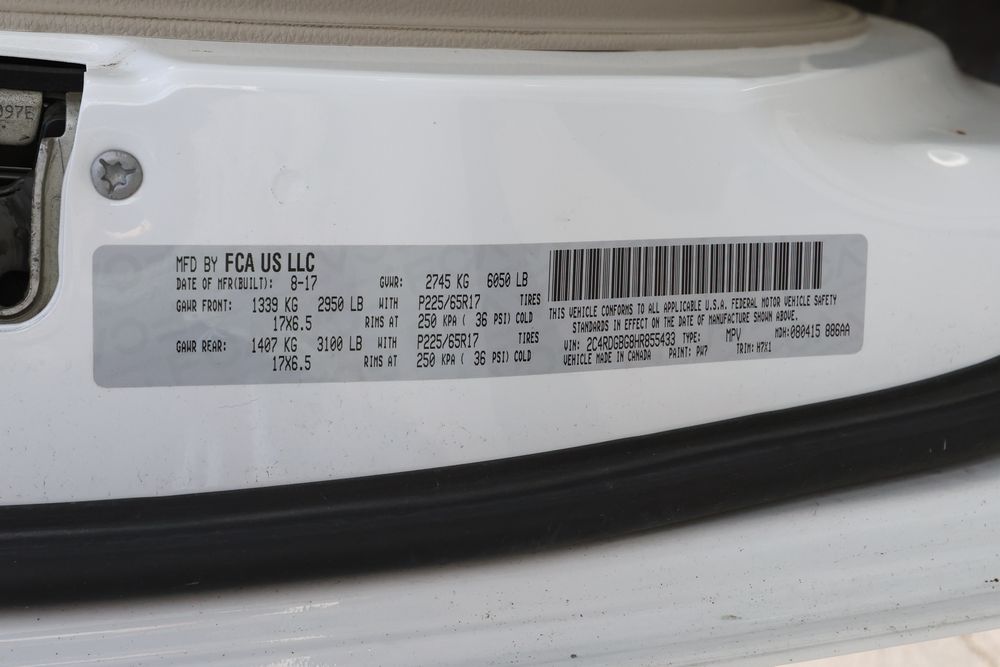 097E
MFD BY FCA US LLC
DATE OF MFR(BUILT): 8-17 GVWR: 2745 KG 6050 LB
GAWR FRONT: 1339 KG 2950 LB WITH P225/65R17 TIRES
17X6.5 RIMS AT 250 KPA ( 36 PSI) COLD
GAWR REAR: 1407 KG 3100 LB WITH P225/65R17 TIRES
17X6.5 RIMS AT 250 KPA ( 36 PSI) COLD
THIS VEHICLE CONFORMS TO ALL APPLICABLE U.S.A. FEDERAL MOTOR VEHICLE SAFETY
STANDARDS IN EFFECT ON THE DATE OF MANUFACTURE SHOWN ABOVE.
VIN: 2C4RDGBG8HR855433 TYPE: MPV MDH:080415 886AA
VEHICLE MADE IN CANADA PAINT: PW7 TRIM: H7X1